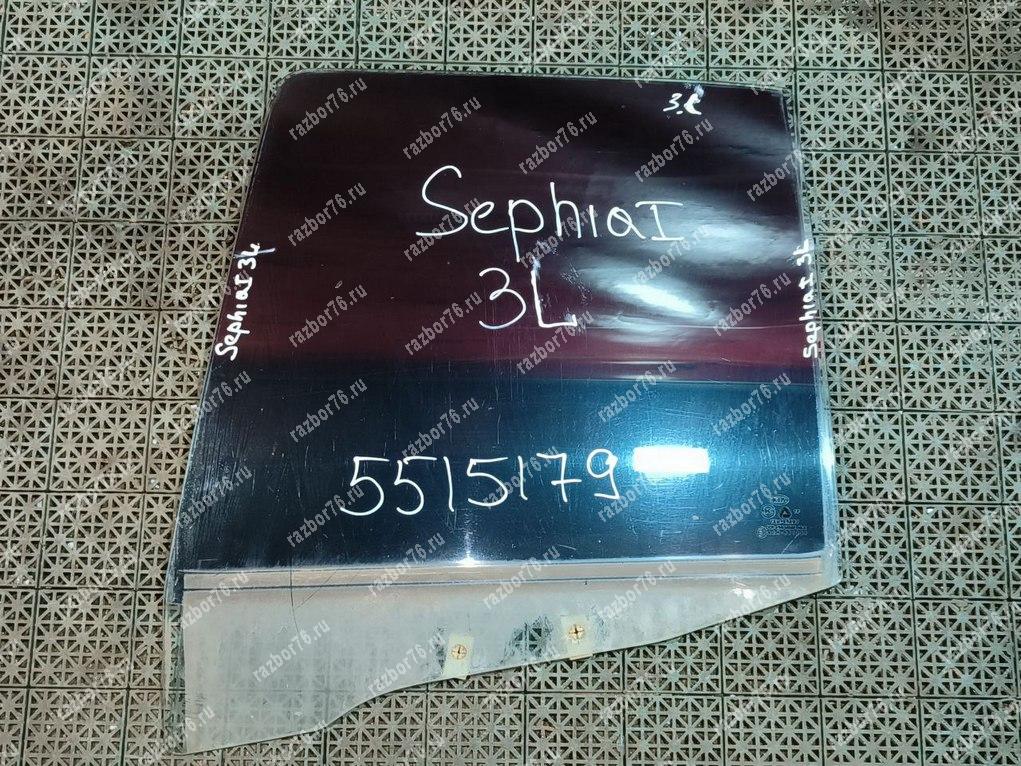 3L
Sephia I
3L
Sephia I 3L
Sephia I 3L
5515179
razbor76.ru